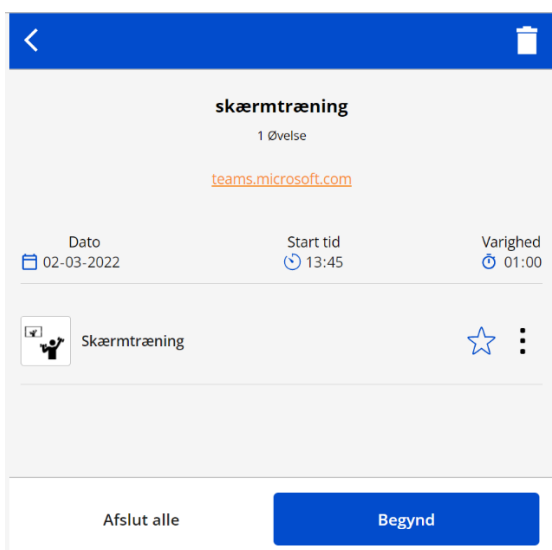 skærmtræning
1 Øvelse
teams.microsoft.com
Dato Start tid Varighed
02-03-2022 13:45 01:00
Skærmtræning
Afslut alle Begynd